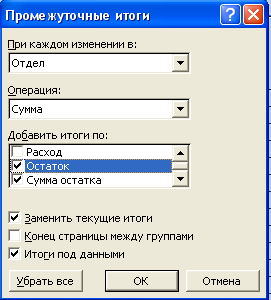 Промежуточные итоги
При каждом изменении в:
Отдел
Операция:
Сумма
Добавить итоги по:
Расход
Остаток
Сумма остатка
Заменить текущие итоги
Конец страницы между группами
Итоги под данными
Убрать все ОК Отмена